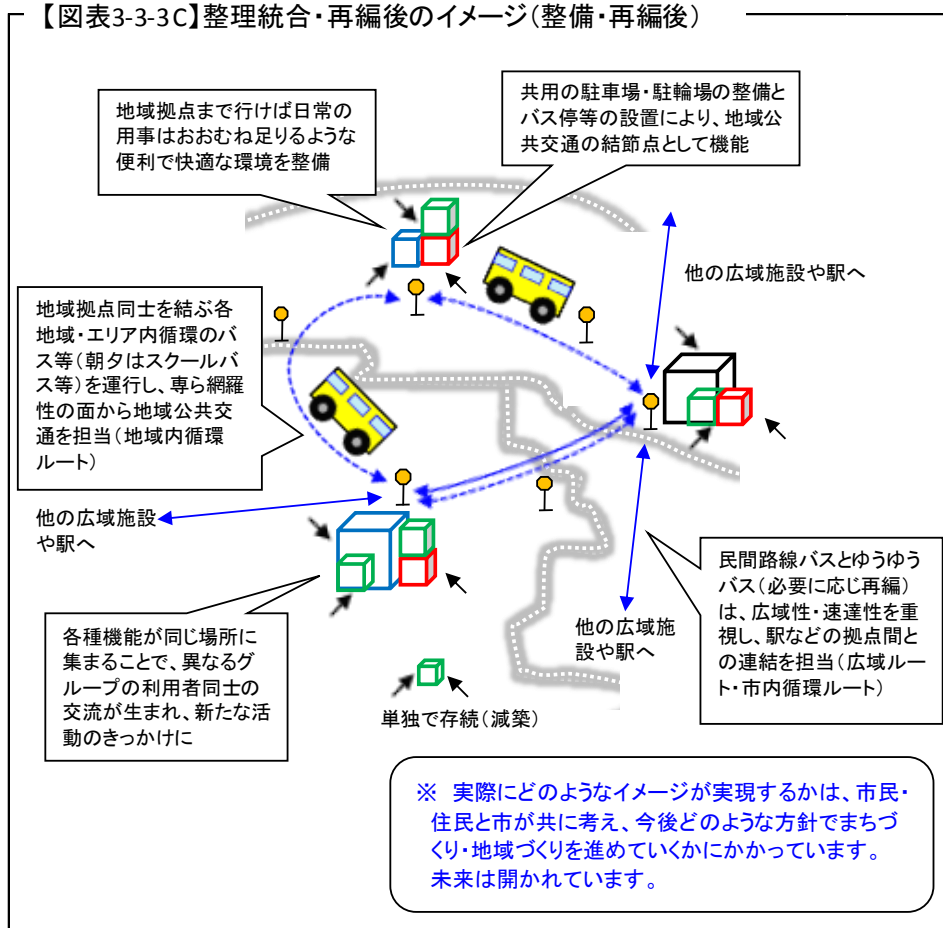 【図表3-3-3C】整理統合・再編後のイメージ（整備・再編後）
地域拠点まで行けば日常の
用事はおおむね足りるような
便利で快適な環境を整備
共用の駐車場・駐輪場の整備と
バス停等の設置により、地域公
共交通の結節点として機能
他の広域施設や駅へ
地域拠点同士を結ぶ各
地域・エリア内循環のバ
ス等（朝夕はスクールバ
ス等）を運行し、専ら網羅
性の面から地域公共交
通を担当（地域内循環
ルート）
他の広域施設
や駅へ
各種機能が同じ場所に
集まることで、異なるグ
ループの利用者同士の
交流が生まれ、新たな活
動のきっかけに
単独で存続（減築）
他の広域施
設や駅へ
民間路線バスとゆうゆう
バス（必要に応じ再編）
は、広域性・速達性を重
視し、駅などの拠点間と
の連結を担当（広域ルー
ト・市内循環ルート）
※　実際にどのようなイメージが実現するかは、市民・
住民と市が共に考え、今後どのような方針でまちづ
くり・地域づくりを進めていくかにかかっています。
未来は開かれています。